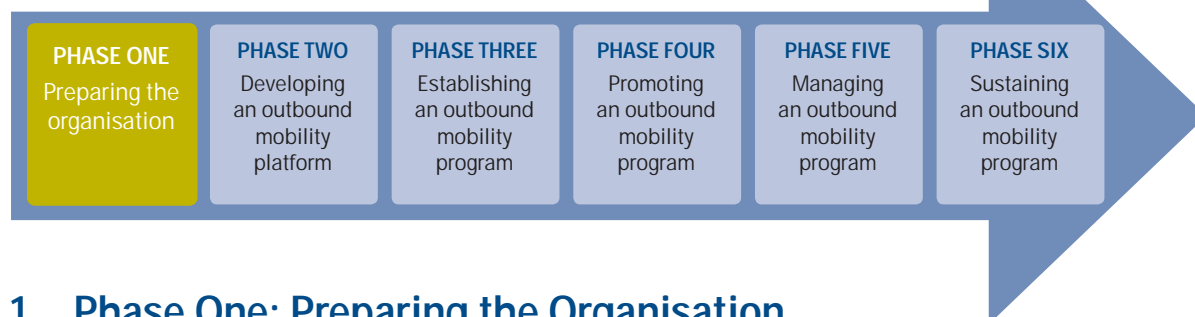 PHASE ONE
Preparing the
organisation
PHASE TWO
Developing
an outbound
mobility
platform
PHASE THREE
Establishing
an outbound
mobility
program
PHASE FOUR
Promoting
an outbound
mobility
program
PHASE FIVE
Managing
an outbound
mobility
program
PHASE SIX
Sustaining
an outbound
mobility
program
1 Phase One: Preparing the Organisation